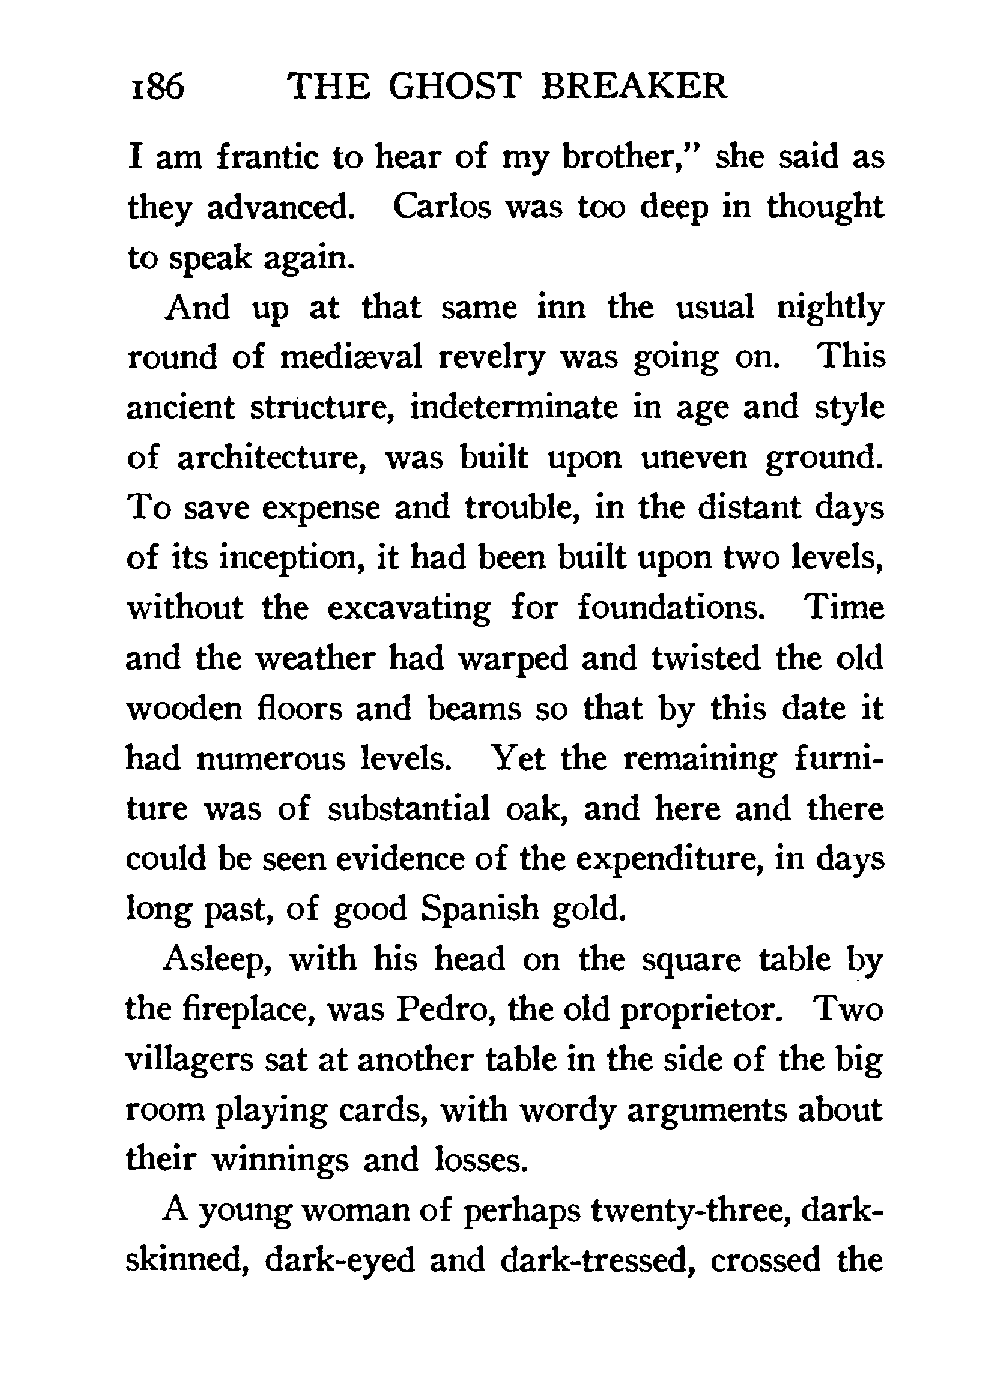 186 THE GHOST BREAKER
I am frantic to hear of my brother,” she said as
they advanced. Carlos was too deep in thought
to speak again.
And up at that same inn the usual nightly
round of mediæval revelry was going on. This
ancient structure, indeterminate in age and style
of architecture, was built upon uneven ground.
To save expense and trouble, in the distant days
of its inception, it had been built upon two levels,
without the excavating for foundations. Time
and the weather had warped and twisted the old
wooden floors and beams so that by this date it
had numerous levels. Yet the remaining furni-
ture was of substantial oak, and here and there
could be seen evidence of the expenditure, in days
long past, of good Spanish gold.
Asleep, with his head on the square table by
the fireplace, was Pedro, the old proprietor. Two
villagers sat at another table in the side of the big
room playing cards, with wordy arguments about
their winnings and losses.
A young woman of perhaps twenty-three, dark-
skinned, dark-eyed and dark-tressed, crossed the